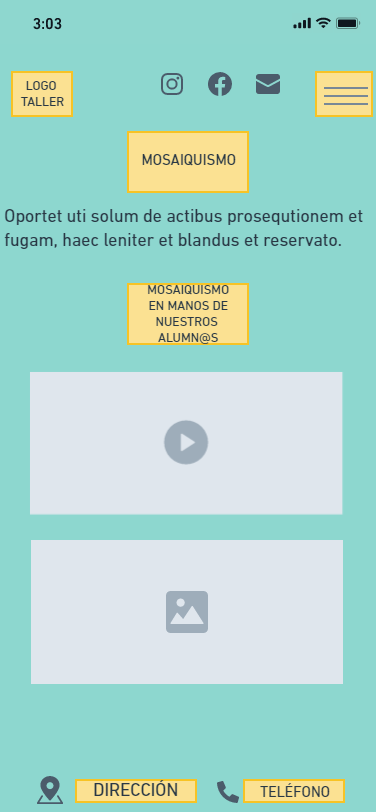 3:03
LOGO
TALLER
MOSAIQUISMO
Oportet uti solum de actibus prosequtionem et
fugam, haec leniter et blandus et reservato.
MOSAIQUISMO
EN MANOS DE
NUESTROS
ALUMN@S
DIRECCIÓN
TELÉFONO